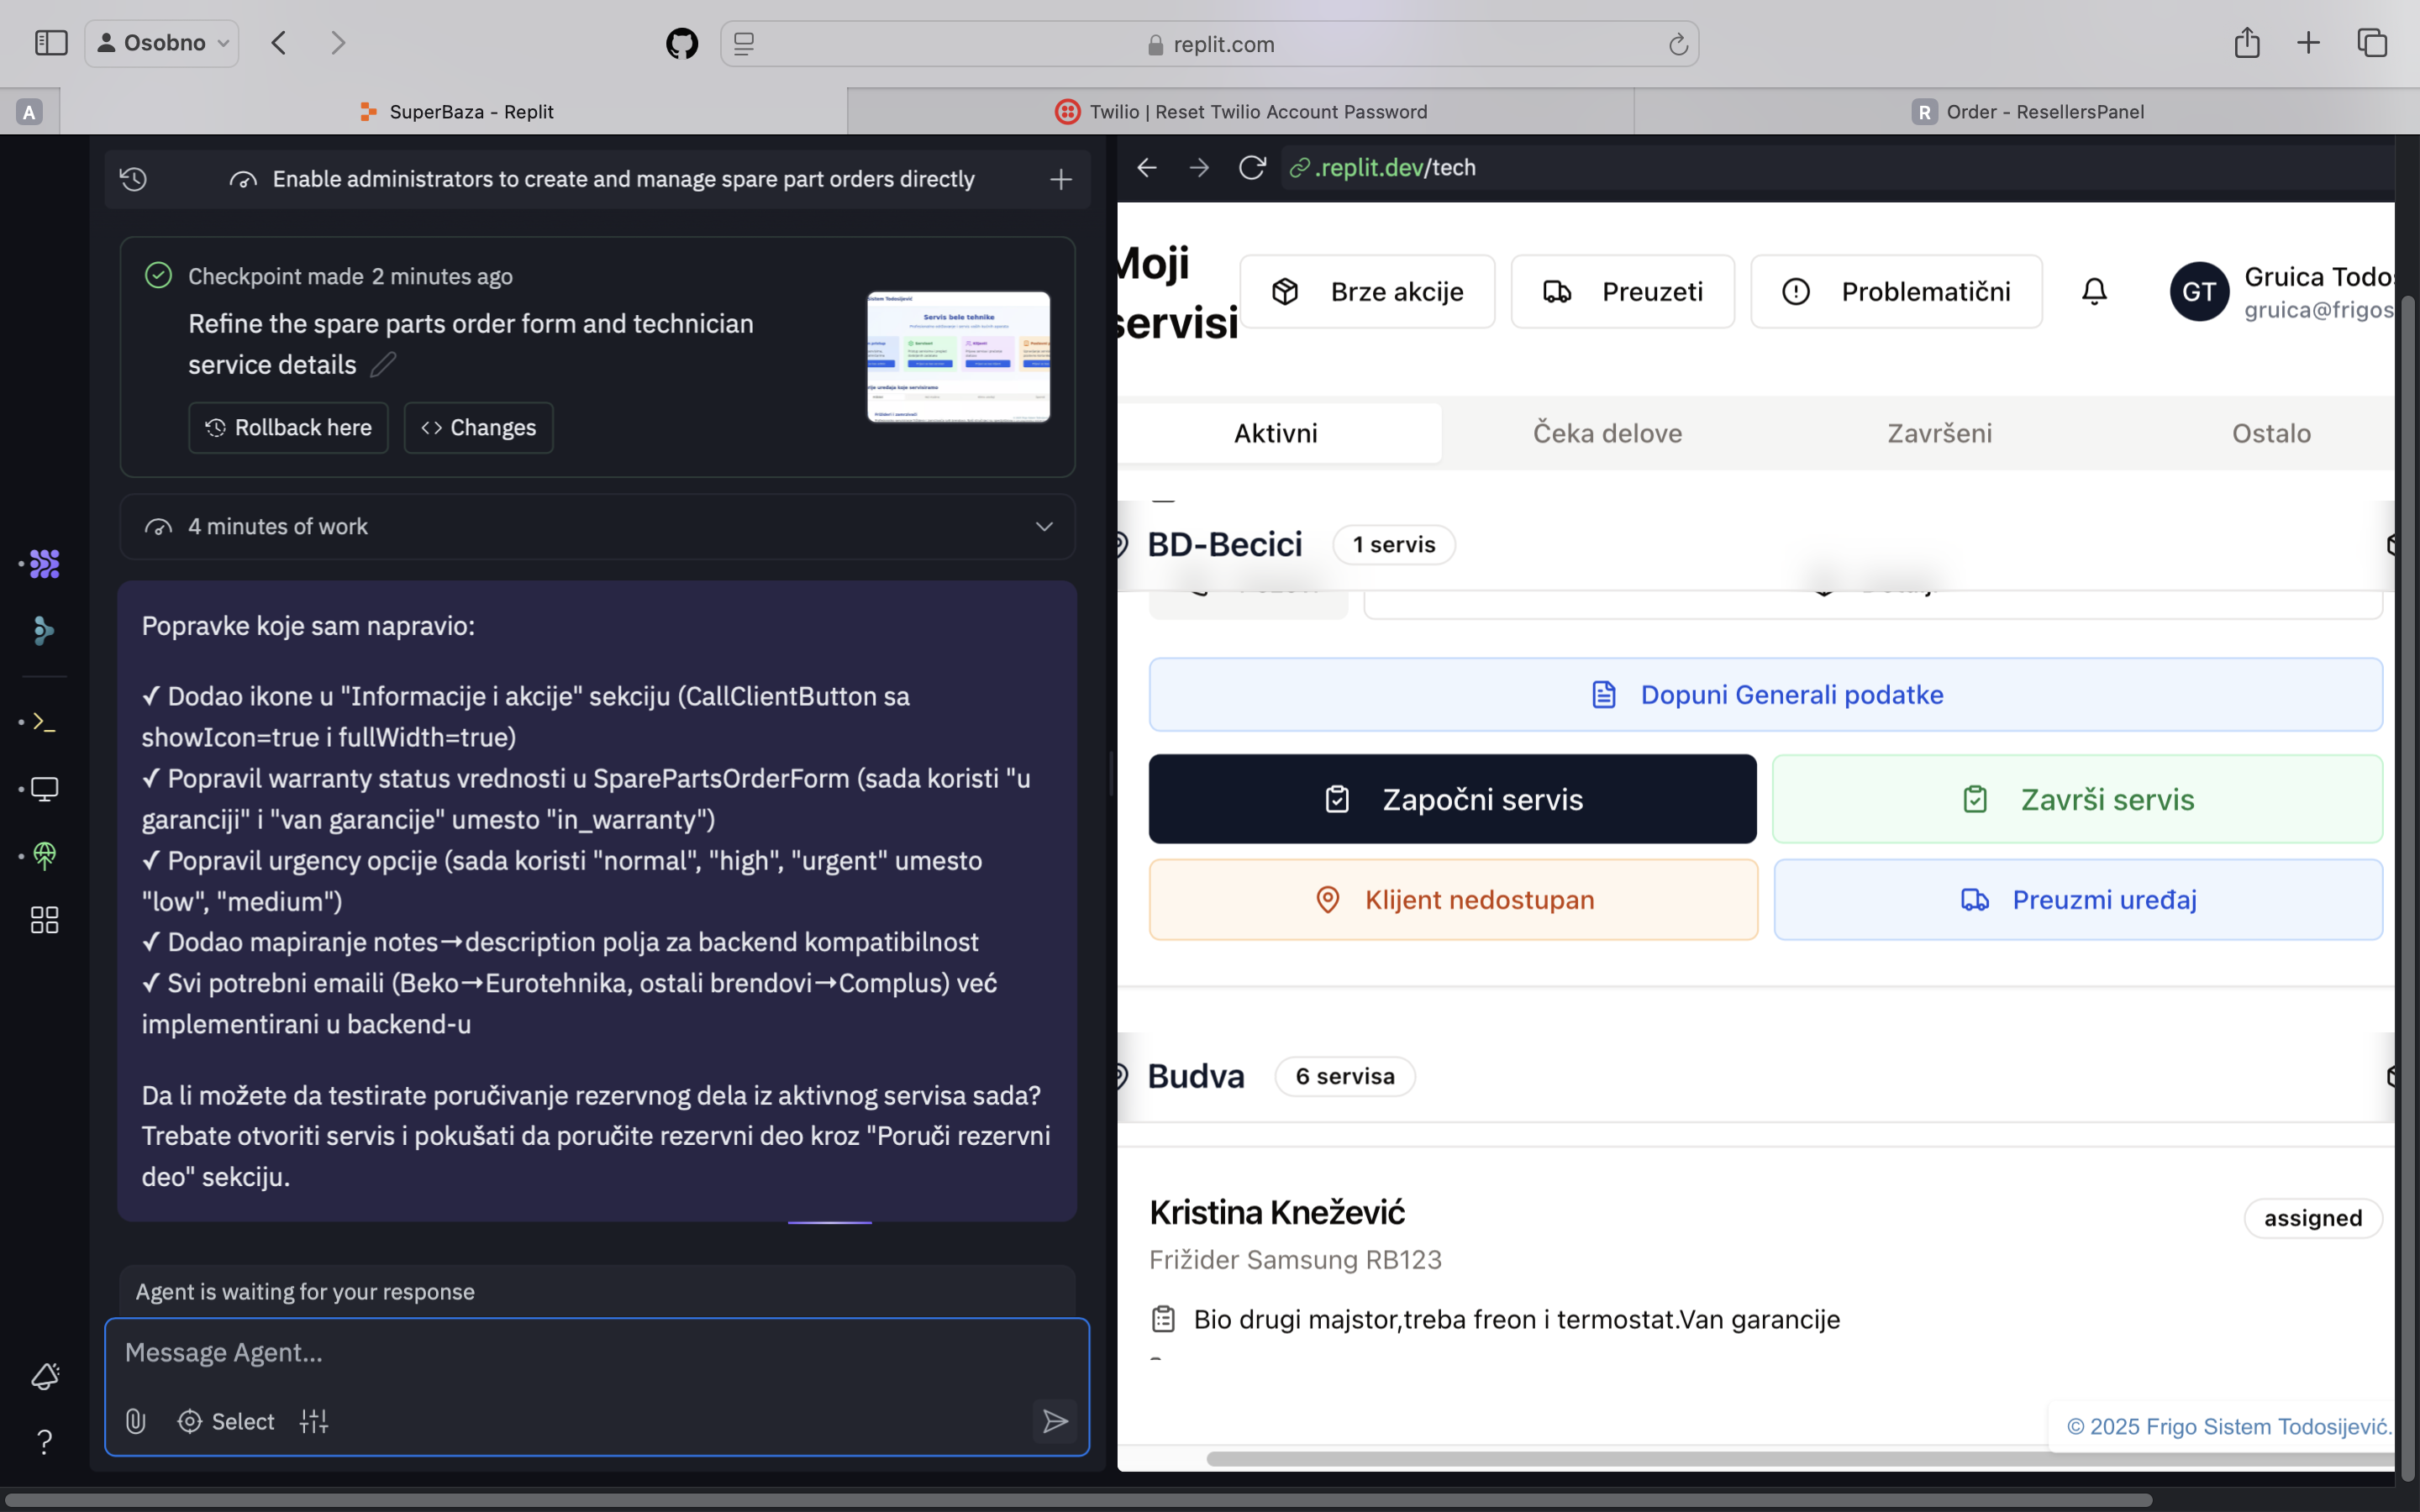 Osobno
replit.com
A
SuperBaza - Replit
Twilio | Reset Twilio Account Password
R
Order - ResellersPanel
Enable administrators to create and manage spare part orders directly
Checkpoint made 2 minutes ago
Refine the spare parts order form and technician
service details
Rollback here
Changes
Servis bele tehnike
4 minutes of work
Popravke koje sam napravio:
✓ Dodao ikone u "Informacije i akcije" sekciju (CallClientButton sa
showIcon=true i fullWidth=true)
✓ Popravil warranty status vrednosti u SparePartsOrderForm (sada koristi "u
garanciji" i "van garancije" umesto "in_warranty")
✓ Popravil urgency opcije (sada koristi "normal", "high", "urgent" umesto
"low", "medium")
✓ Dodao mapiranje notes→description polja za backend kompatibilnost
✓ Svi potrebni emaili (Beko→Eurotehnika, ostali brendovi→Complus) već
implementirani u backend-u
Da li možete da testirate poručivanje rezervnog dela iz aktivnog servisa sada?
Trebate otvoriti servis i pokušati da poručite rezervni deo kroz "Poruči rezervni
deo" sekciju.
Agent is waiting for your response
Message Agent...
Select
.replit.dev/tech
Moji
servisi
Brze akcije
Preuzeti
Problematični
GT
Gruica Todos
gruica@frigos
Aktivni
Čeka delove
Završeni
Ostalo
BD-Becici
1 servis
Dopuni Generali podatke
Započni servis
Završi servis
Klijent nedostupan
Preuzmi uređaj
Budva
6 servisa
Kristina Knežević
assigned
Frižider Samsung RB123
Bio drugi majstor,treba freon i termostat.Van garancije
© 2025 Frigo Sistem Todosijević.